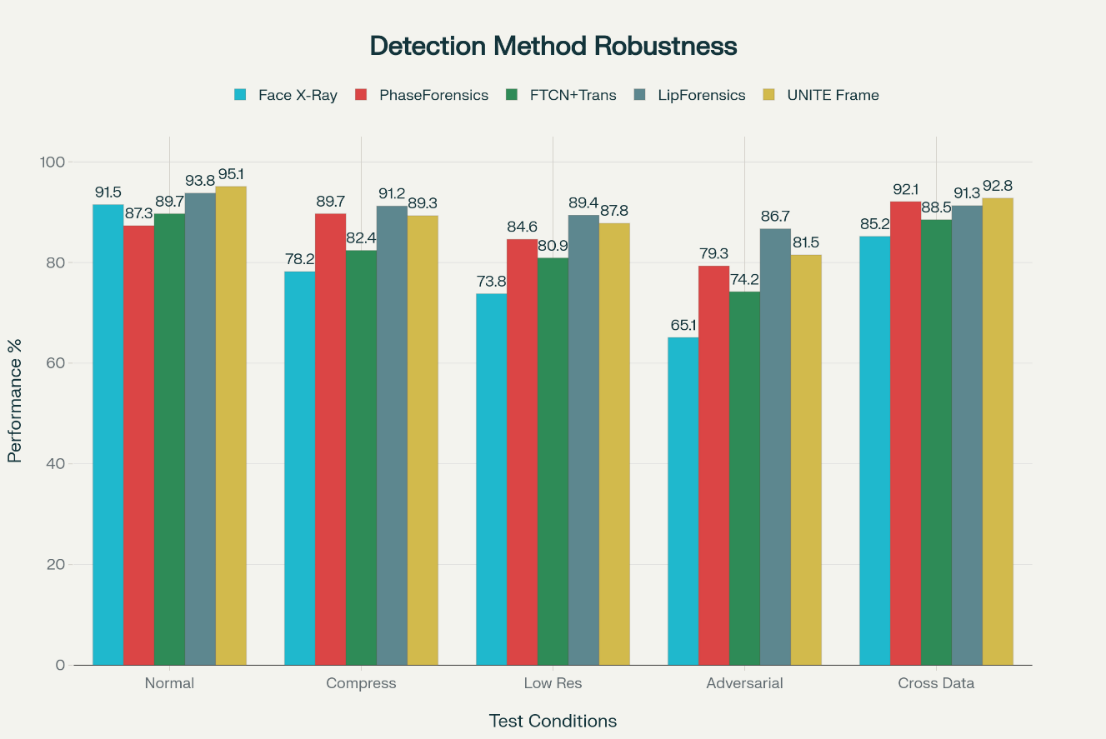 Detection Method Robustness
Face X-Ray PhaseForensics FTCN+Trans LipForensics UNITE Frame
Performance %
100
80
60
40
20
0
91.5 87.3 89.7 93.8 95.1
78.2 89.7 82.4 91.2 89.3
73.8 84.6 80.9 89.4 87.8
65.1 79.3 74.2 86.7 81.5
85.2 92.1 88.5 91.3 92.8
Normal Compress Low Res Adversarial Cross Data
Test Conditions